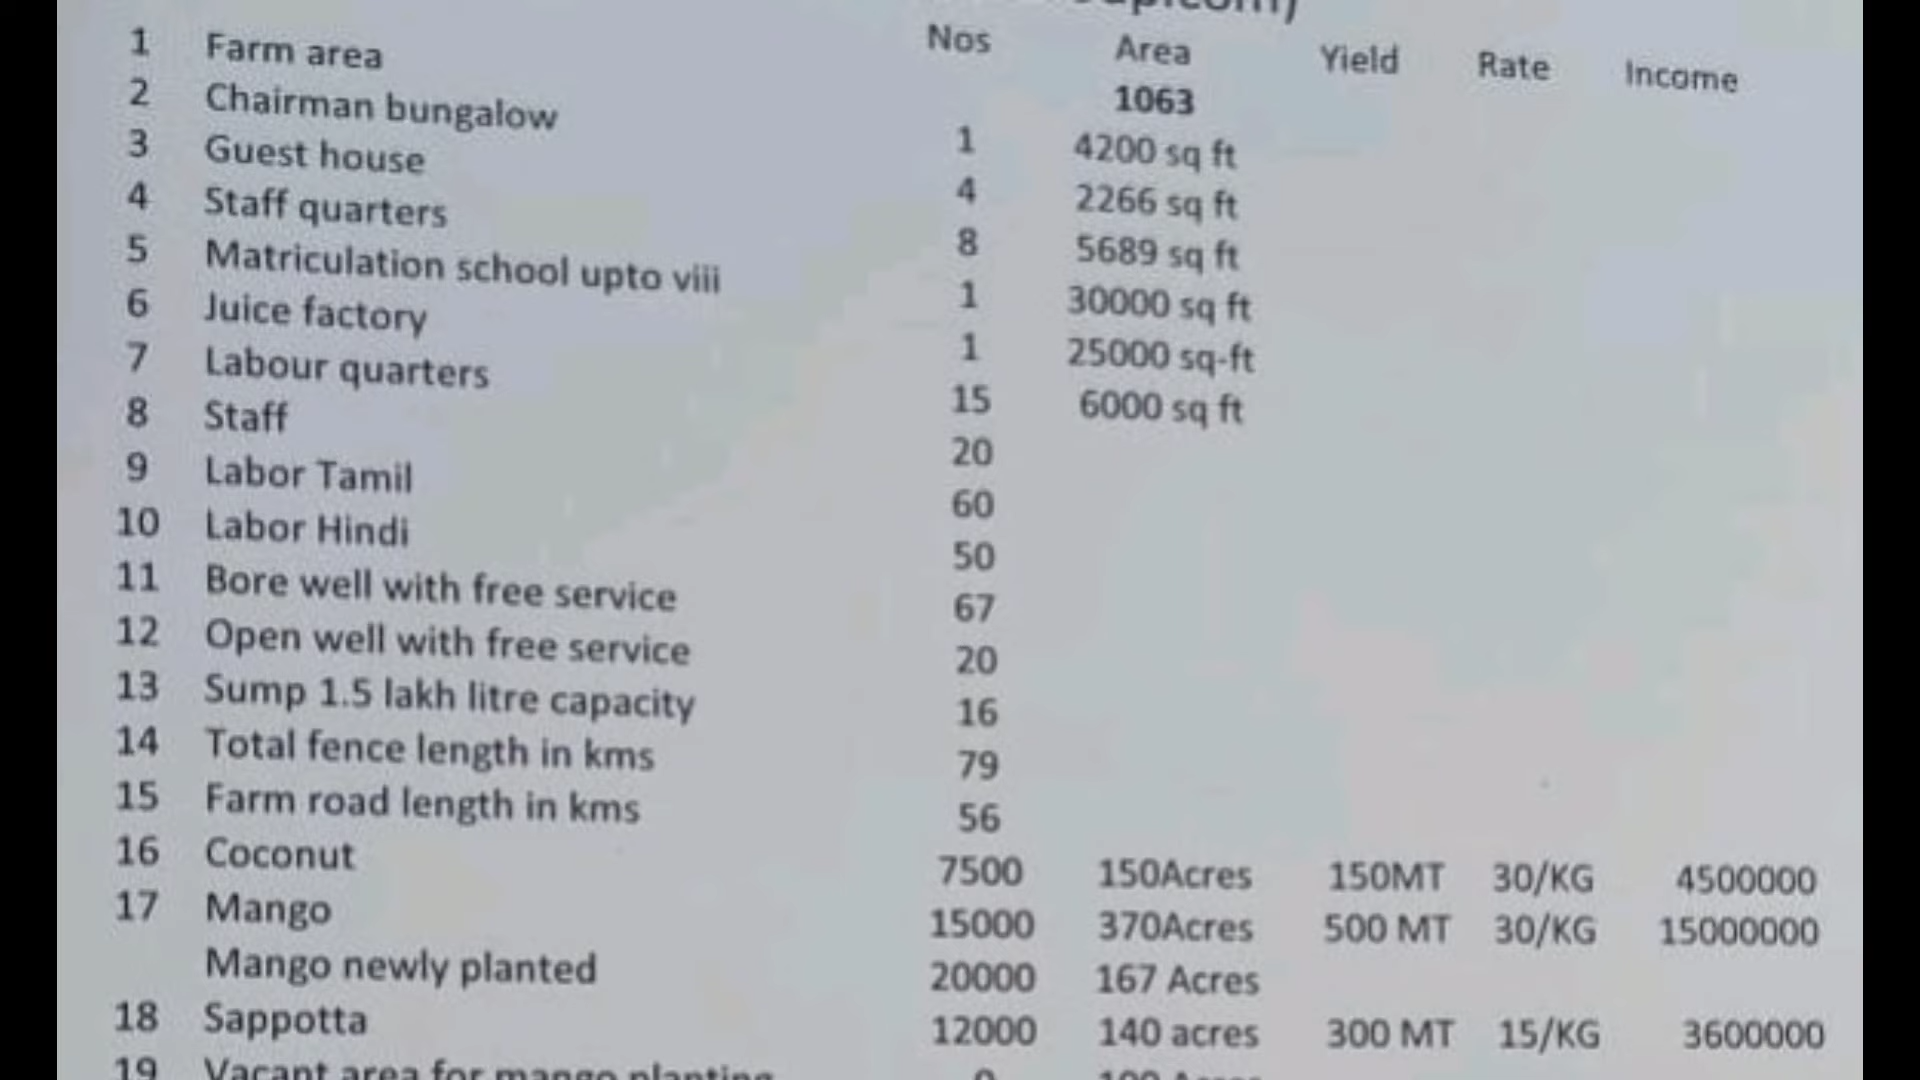 Nos Area Yield Rate Income
1 Farm area 1063
2 Chairman bungalow 1 4200 sq ft
3 Guest house 4 2266 sq ft
4 Staff quarters 8 5689 sq ft
5 Matriculation school upto viii 1 30000 sq ft
6 Juice factory 1 25000 sq-ft
7 Labour quarters 15 6000 sq ft
8 Staff 20
9 Labor Tamil 60
10 Labor Hindi 50
11 Bore well with free service 67
12 Open well with free service 20
13 Sump 1.5 lakh litre capacity 16
14 Total fence length in kms 79
15 Farm road length in kms 56
16 Coconut 7500 150Acres 150MT 30/KG 4500000
17 Mango 15000 370Acres 500 MT 30/KG 15000000
Mango newly planted 20000 167 Acres
18 Sappotta 12000 140 acres 300 MT 15/KG 3600000
19 Vacant area for mango planting